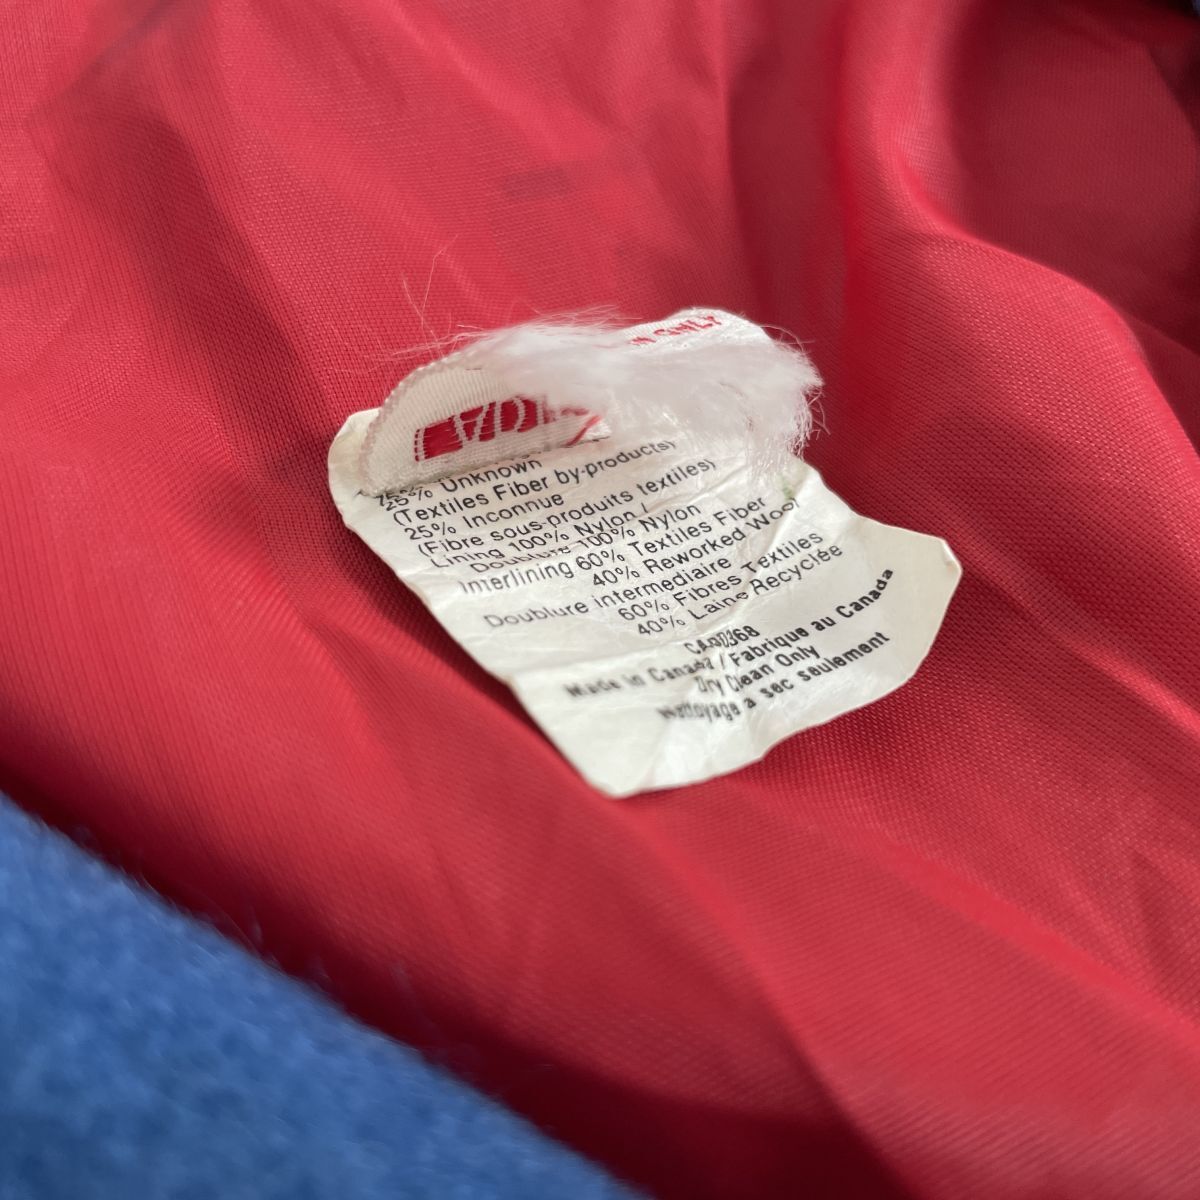 ONLY
25% Unknown
(Textiles Fiber by-products)
25% Inconnue
(Fibre sous-produits textiles)
Lining 100% Nylon /
Doublure 100% Nylon
Interlining 60% Textiles Fiber
40% Reworked Wool
Doublure intermediaire
60% Fibres Textiles
40% Laine Recyclée
Made in Canada / Fabrique au Canada
Dry Clean Only
Nettoyage a sec seulement